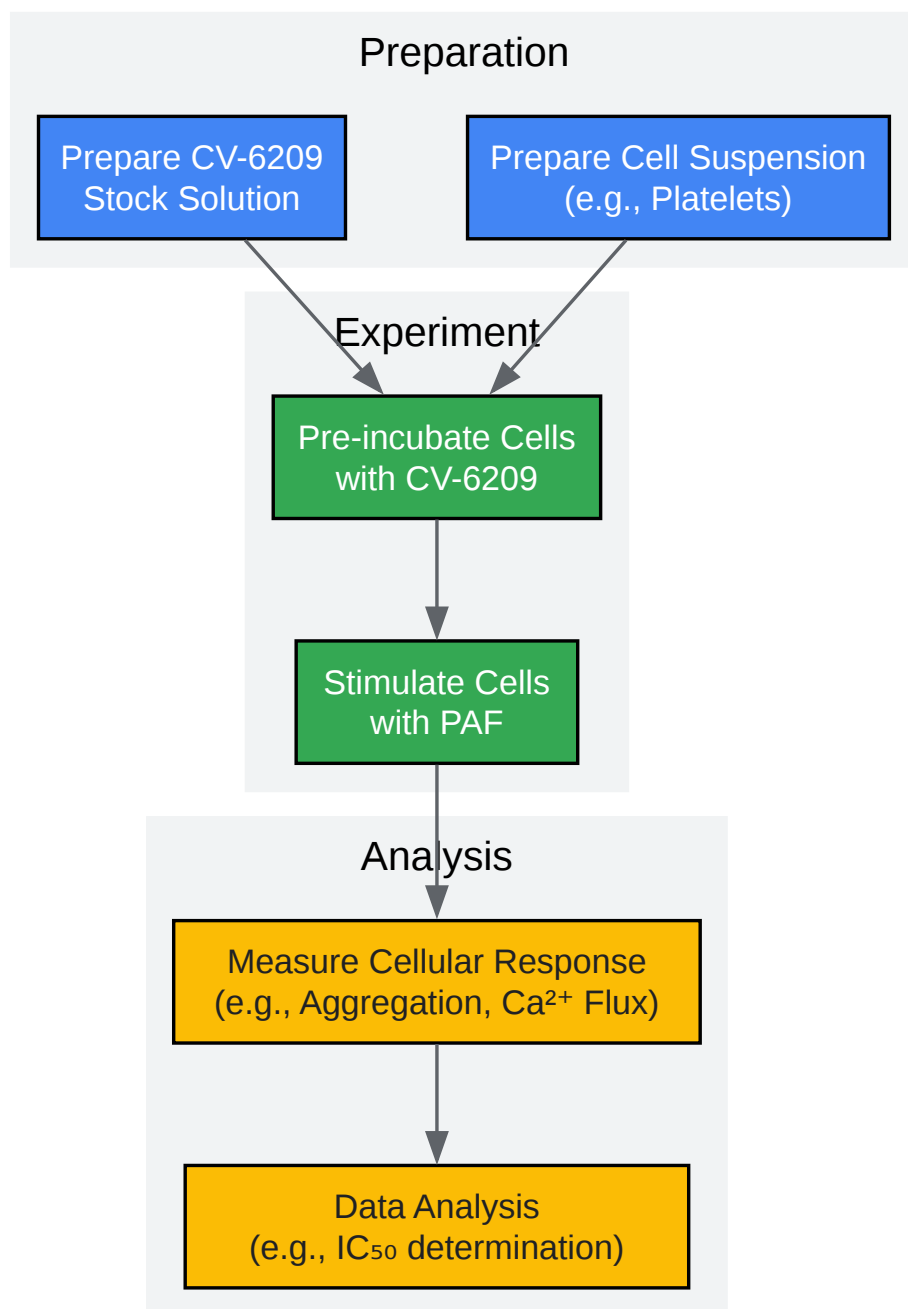 Preparation
Prepare CV-6209
Stock Solution
Prepare Cell Suspension
(e.g., Platelets)
Experiment
Pre-incubate Cells
with CV-6209
Stimulate Cells
with PAF
Analysis
Measure Cellular Response
(e.g., Aggregation, Ca²⁺ Flux)
Data Analysis
(e.g., IC₅₀ determination)